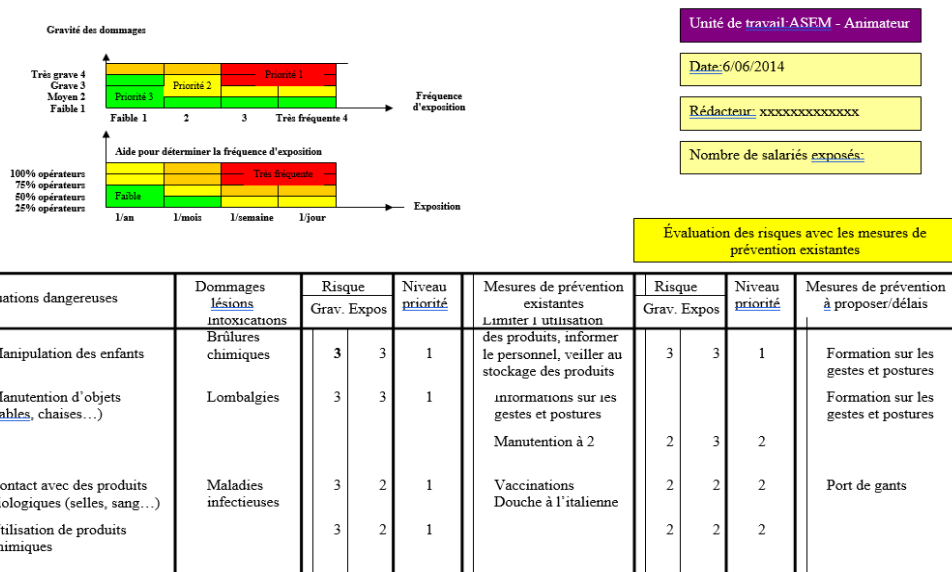 Gravité des dommages
Très grave 4
Grave 3
Moyen 2
Faible 1
Priorité 1
Priorité 2
Priorité 3
Faible 1 2 3 Très fréquente 4
Fréquence
d'exposition
Aide pour déterminer la fréquence d'exposition
100% opérateurs
75% opérateurs
50% opérateurs
25% opérateurs
Très fréquente
Faible
1/an 1/mois 1/semaine 1/jour
Exposition
Unité de travail:ASEM - Animateur
Date:6/06/2014
Rédacteur: xxxxxxxxxxxxx
Nombre de salariés exposés:
Évaluation des risques avec les mesures de
prévention existantes
uations dangereuses
Dommages
lésions
Risque
Grav. Expos
Niveau
priorité
Mesures de prévention
existantes
Risque
Grav. Expos
Niveau
priorité
Mesures de prévention
à proposer/délais
Intoxications
Brûlures
chimiques
Limiter l'utilisation
des produits, informer
le personnel, veiller au
stockage des produits
Manipulation des enfants
3 3 1
3 3 1
Formation sur les
gestes et postures
Manutention d'objets
ables, chaises…)
Lombalgies
3 3 1
Informations sur les
gestes et postures
Formation sur les
gestes et postures
Manutention à 2
2 3 2
ontact avec des produits
iologiques (selles, sang…)
Maladies
infectieuses
3 2 1
Vaccinations
Douche à l'italienne
2 2 2
Port de gants
tilisation de produits
himiques
3 2 1
2 2 2